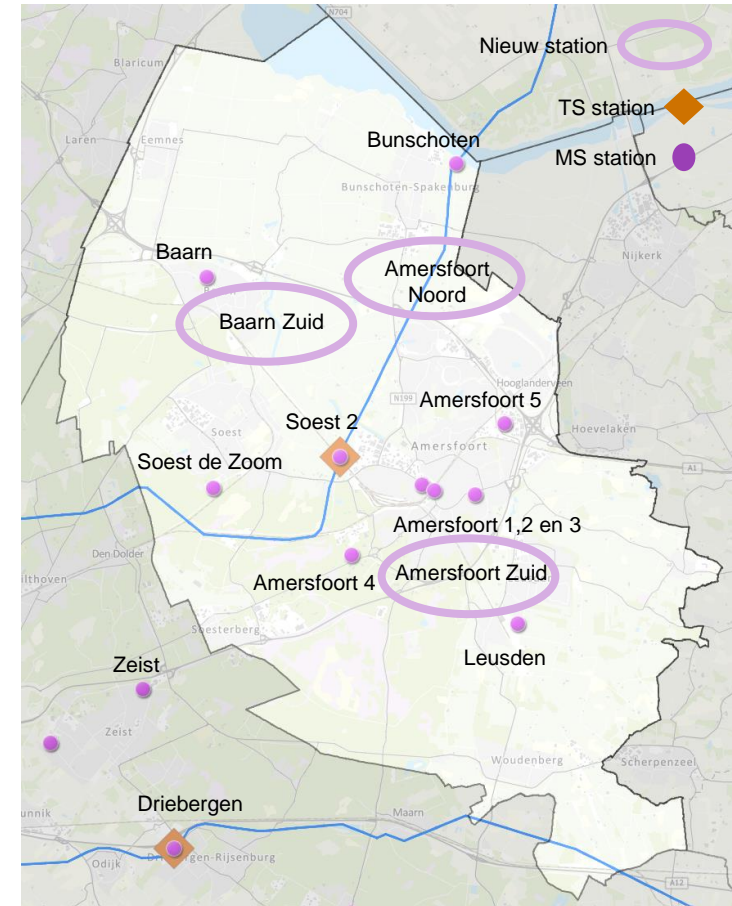 N704
Nieuw station
Blaricum
TS station
Bunschoten
MS station
Laren
Eemnes
Bunschoten-Spakenburg
Baarn
Nijkerk
Amersfoort
Noord
Baarn Zuid
Hooglanderveen
N199
Amersfoort 5
Soest 2
Soest
Hoevelaken
Amersfoort
Soest de Zoom
A1
Amersfoort 1,2 en 3
Den Dolder
Amersfoort 4
Amersfoort Zuid
ilthoven
Soesterberg
Leusden
Zeist
Zeist
Woudenberg
Scherpenzeel
Driebergen
Maarn
unnik
Odijk
Driebergen-Rijsenburg
A12